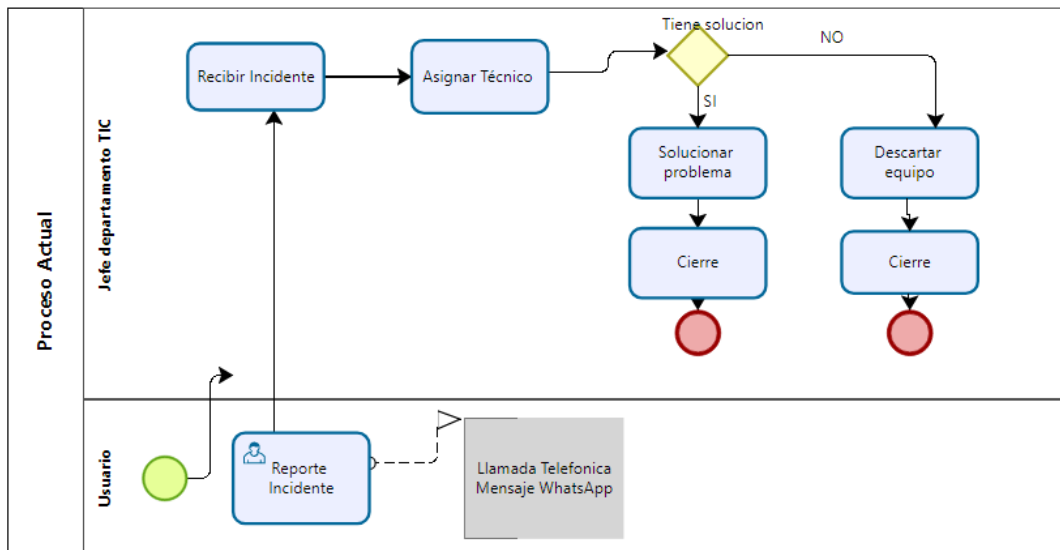 Proceso Actual
Jefe departamento TIC
Recibir Incidente
Asignar Técnico
Tiene solucion
NO
SI
Solucionar
problema
Descartar
equipo
Cierre
Cierre
Usuario
Reporte
Incidente
Llamada Telefonica
Mensaje WhatsApp